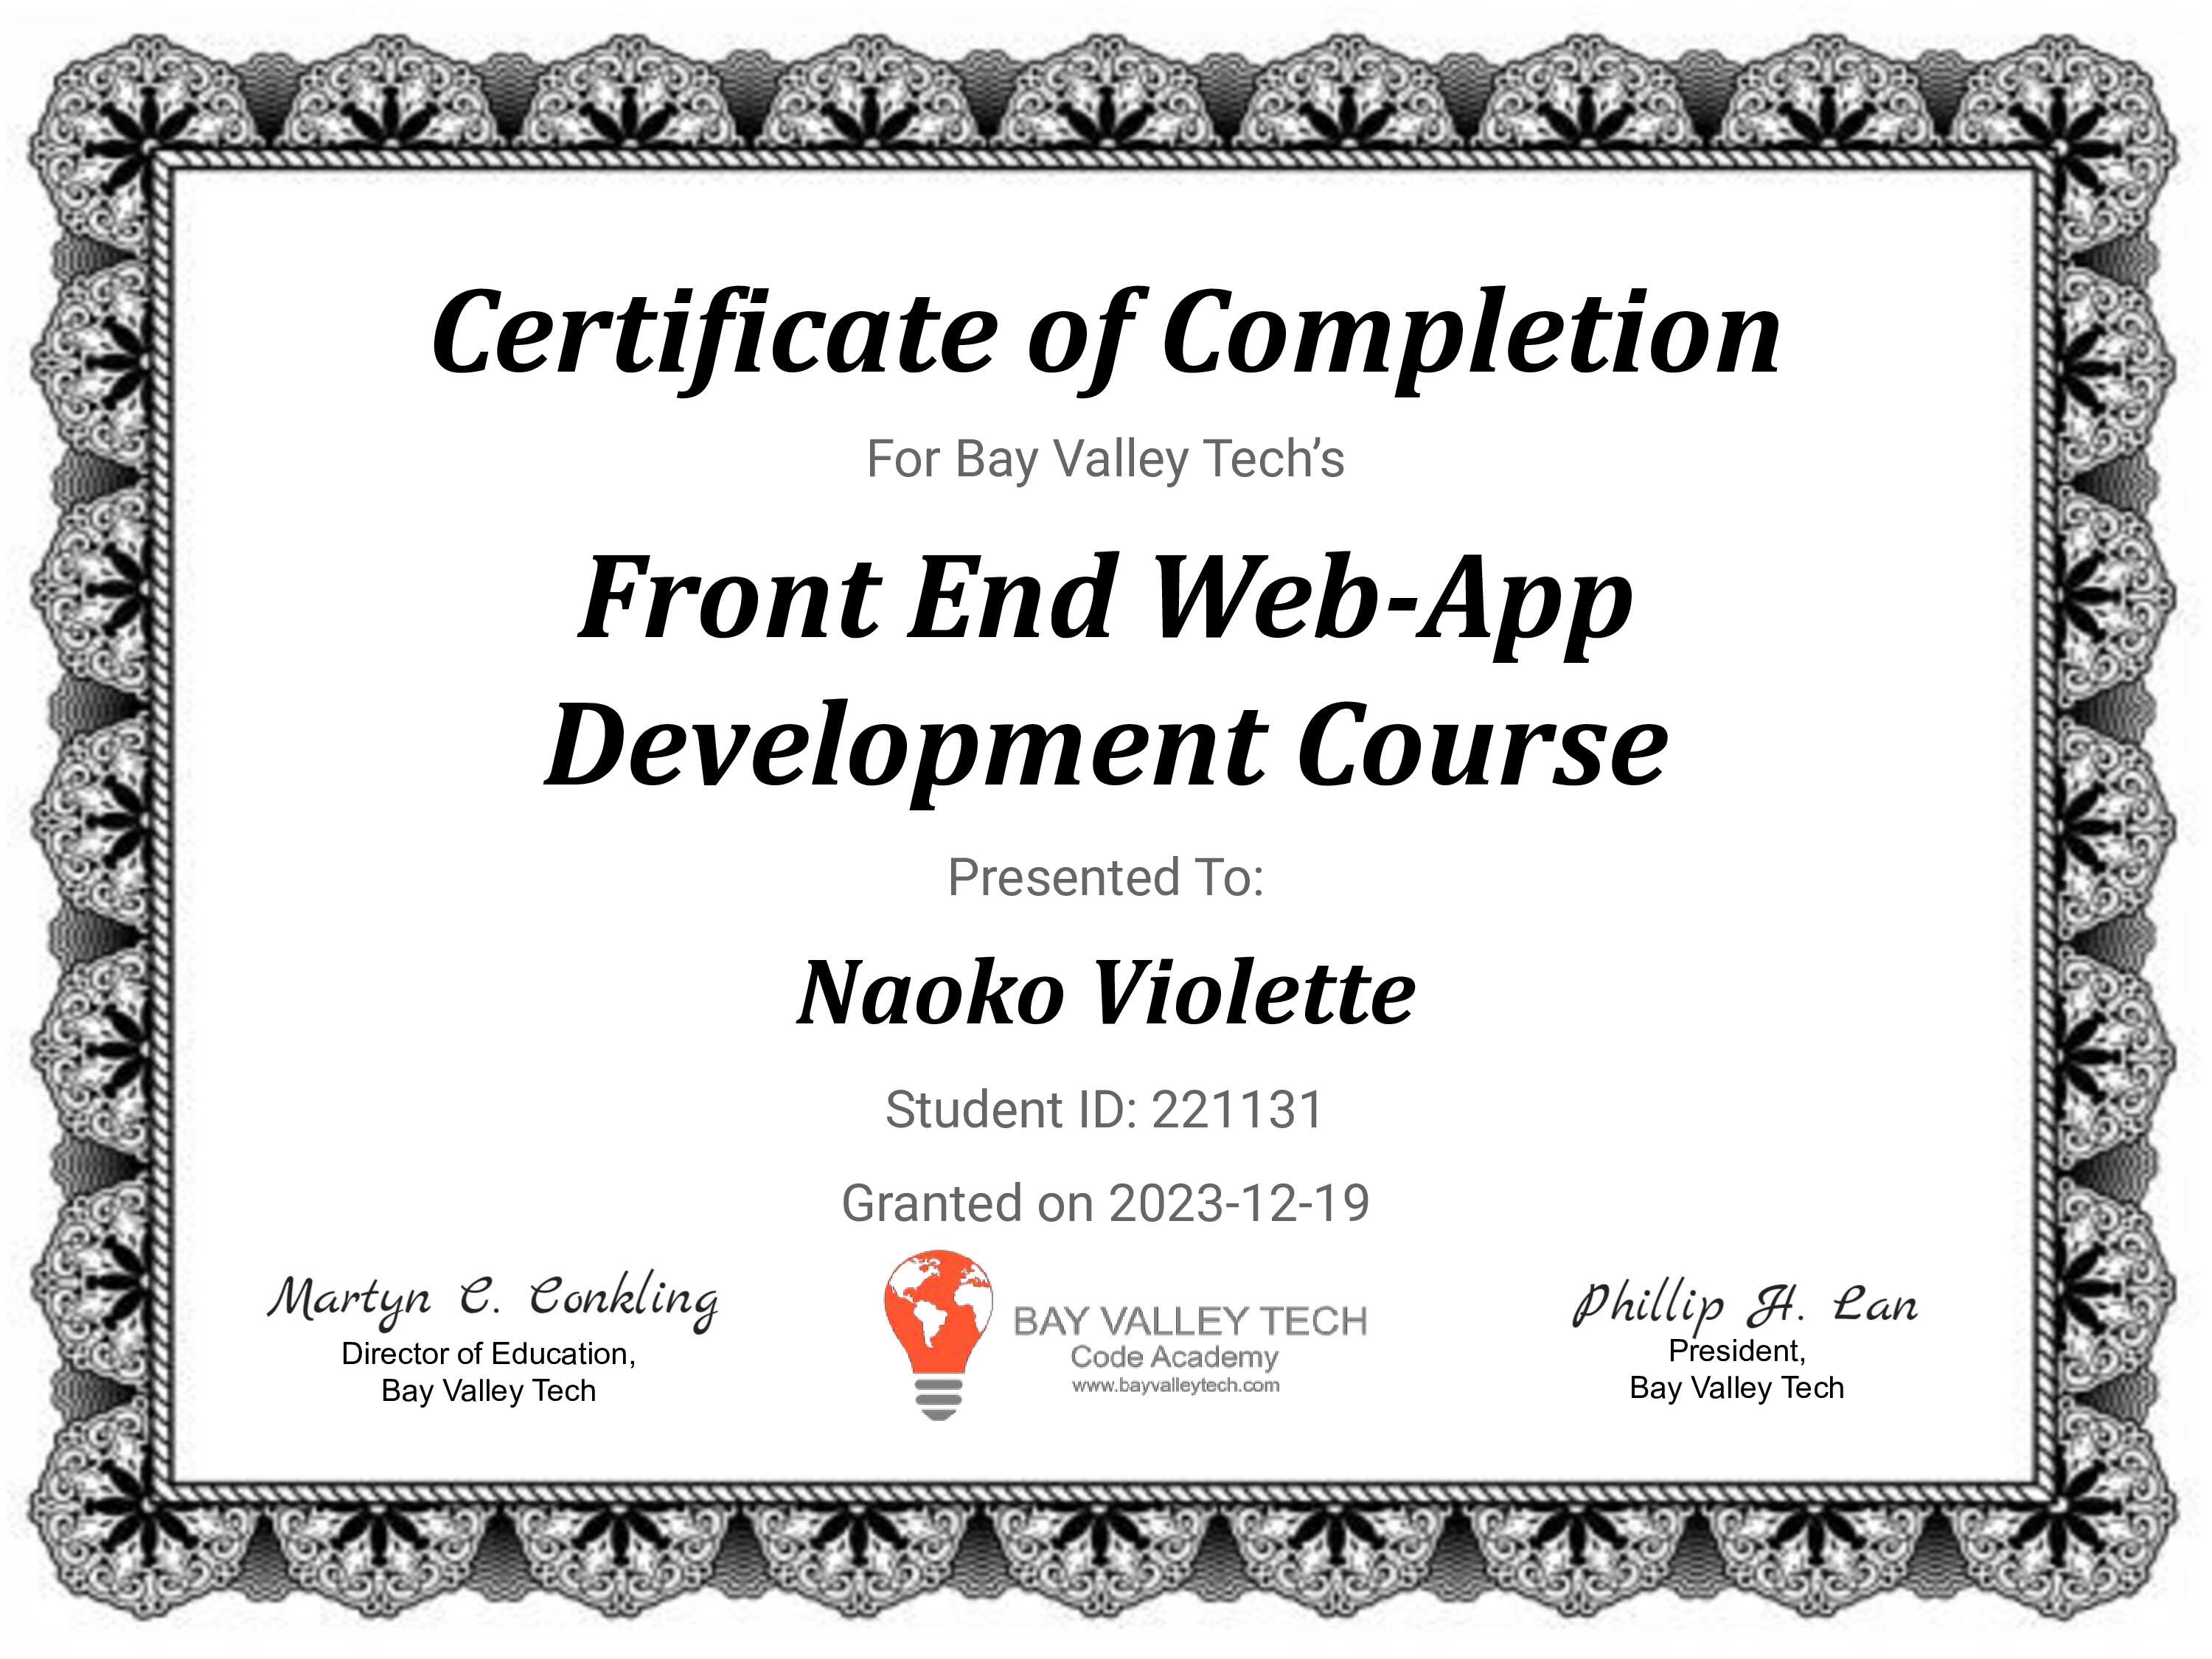 Certificate of Completion
For Bay Valley Tech’s
Front End Web-App
Development Course
Presented To:
Naoko Violette
Student ID: 221131
Granted on 2023-12-19
Martyn C. Conkling
Director of Education,
Bay Valley Tech
BAY VALLEY TECH
Code Academy
www.bayvalleytech.com
Phillip H. Lan
President,
Bay Valley Tech